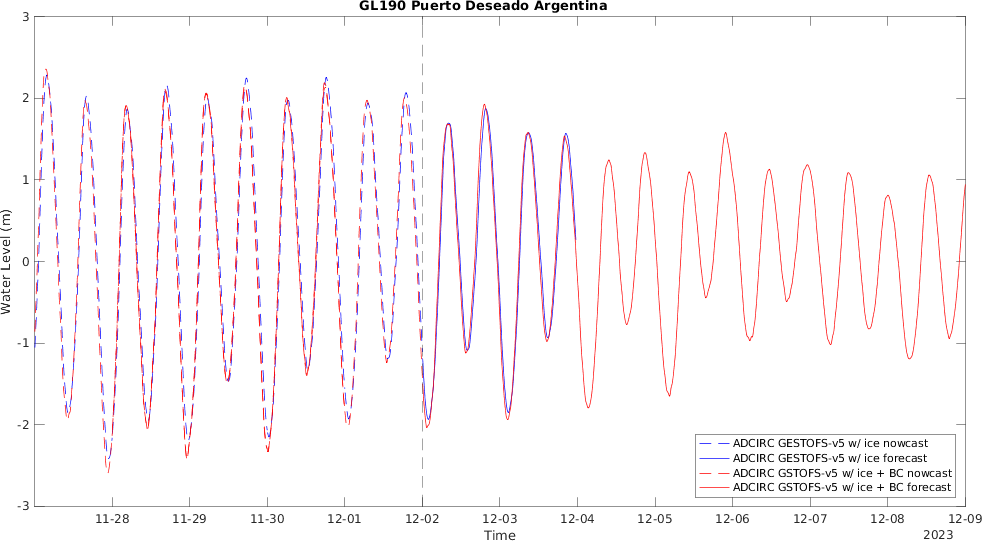 GL190 Puerto Deseado Argentina
3
2
1
0
-1
-2
-3
Water Level (m)
11-28 11-29 11-30 12-01 12-02 12-03 12-04 12-05 12-06 12-07 12-08 12-09
Time
2023
ADCIRC GESTOFS-v5 w/ ice nowcast
ADCIRC GESTOFS-v5 w/ ice forecast
ADCIRC GSTOFS-v5 w/ ice + BC nowcast
ADCIRC GSTOFS-v5 w/ ice + BC forecast